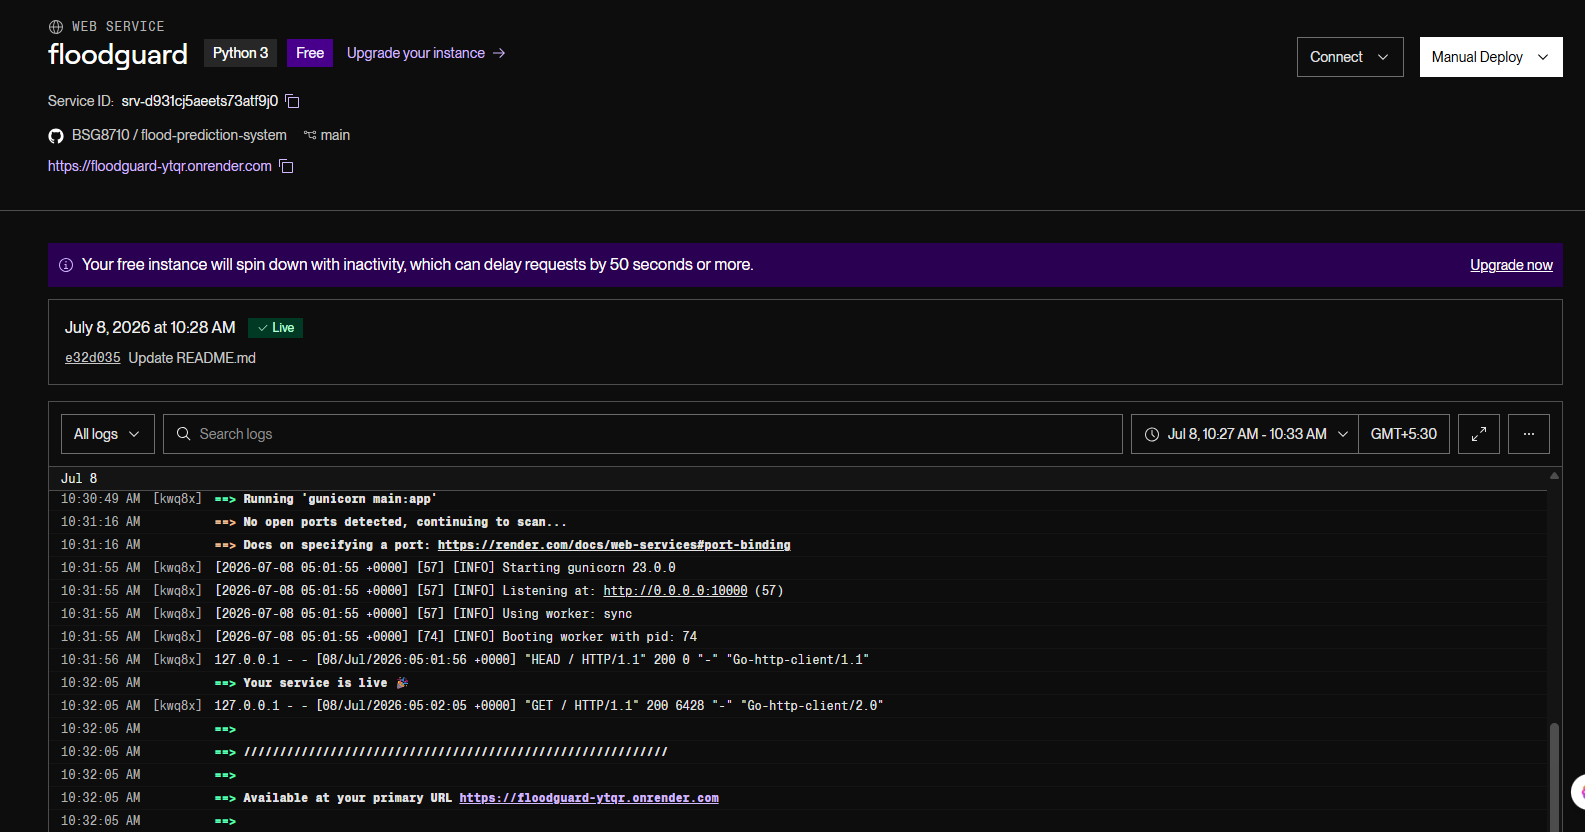 WEB SERVICE
floodguard Python 3 Free Upgrade your instance →
Connect Manual Deploy
Service ID: srv-d931cj5aeets73atf9j0
BSG8710 / flood-prediction-system main
https://floodguard-ytqr.onrender.com
Your free instance will spin down with inactivity, which can delay requests by 50 seconds or more. Upgrade now
July 8, 2026 at 10:28 AM ✓ Live
e32d035 Update README.md
All logs Search logs Jul 8, 10:27 AM - 10:33 AM GMT+5:30 ...
Jul 8
10:30:49 AM [kwq8x] ==> Running 'gunicorn main:app'
10:31:16 AM ==> No open ports detected, continuing to scan...
10:31:16 AM ==> Docs on specifying a port: https://render.com/docs/web-services#port-binding
10:31:55 AM [kwq8x] [2026-07-08 05:01:55 +0000] [57] [INFO] Starting gunicorn 23.0.0
10:31:55 AM [kwq8x] [2026-07-08 05:01:55 +0000] [57] [INFO] Listening at: http://0.0.0.0:10000 (57)
10:31:55 AM [kwq8x] [2026-07-08 05:01:55 +0000] [57] [INFO] Using worker: sync
10:31:55 AM [kwq8x] [2026-07-08 05:01:55 +0000] [74] [INFO] Booting worker with pid: 74
10:31:56 AM [kwq8x] 127.0.0.1 - - [08/Jul/2026:05:01:56 +0000] "HEAD / HTTP/1.1" 200 0 "-" "Go-http-client/1.1"
10:32:05 AM ==> Your service is live 🎉
10:32:05 AM [kwq8x] 127.0.0.1 - - [08/Jul/2026:05:02:05 +0000] "GET / HTTP/1.1" 200 6428 "-" "Go-http-client/2.0"
10:32:05 AM ==>
10:32:05 AM ==> ///////////////////////////////////////////////////////////
10:32:05 AM ==>
10:32:05 AM ==> Available at your primary URL https://floodguard-ytqr.onrender.com
10:32:05 AM ==>